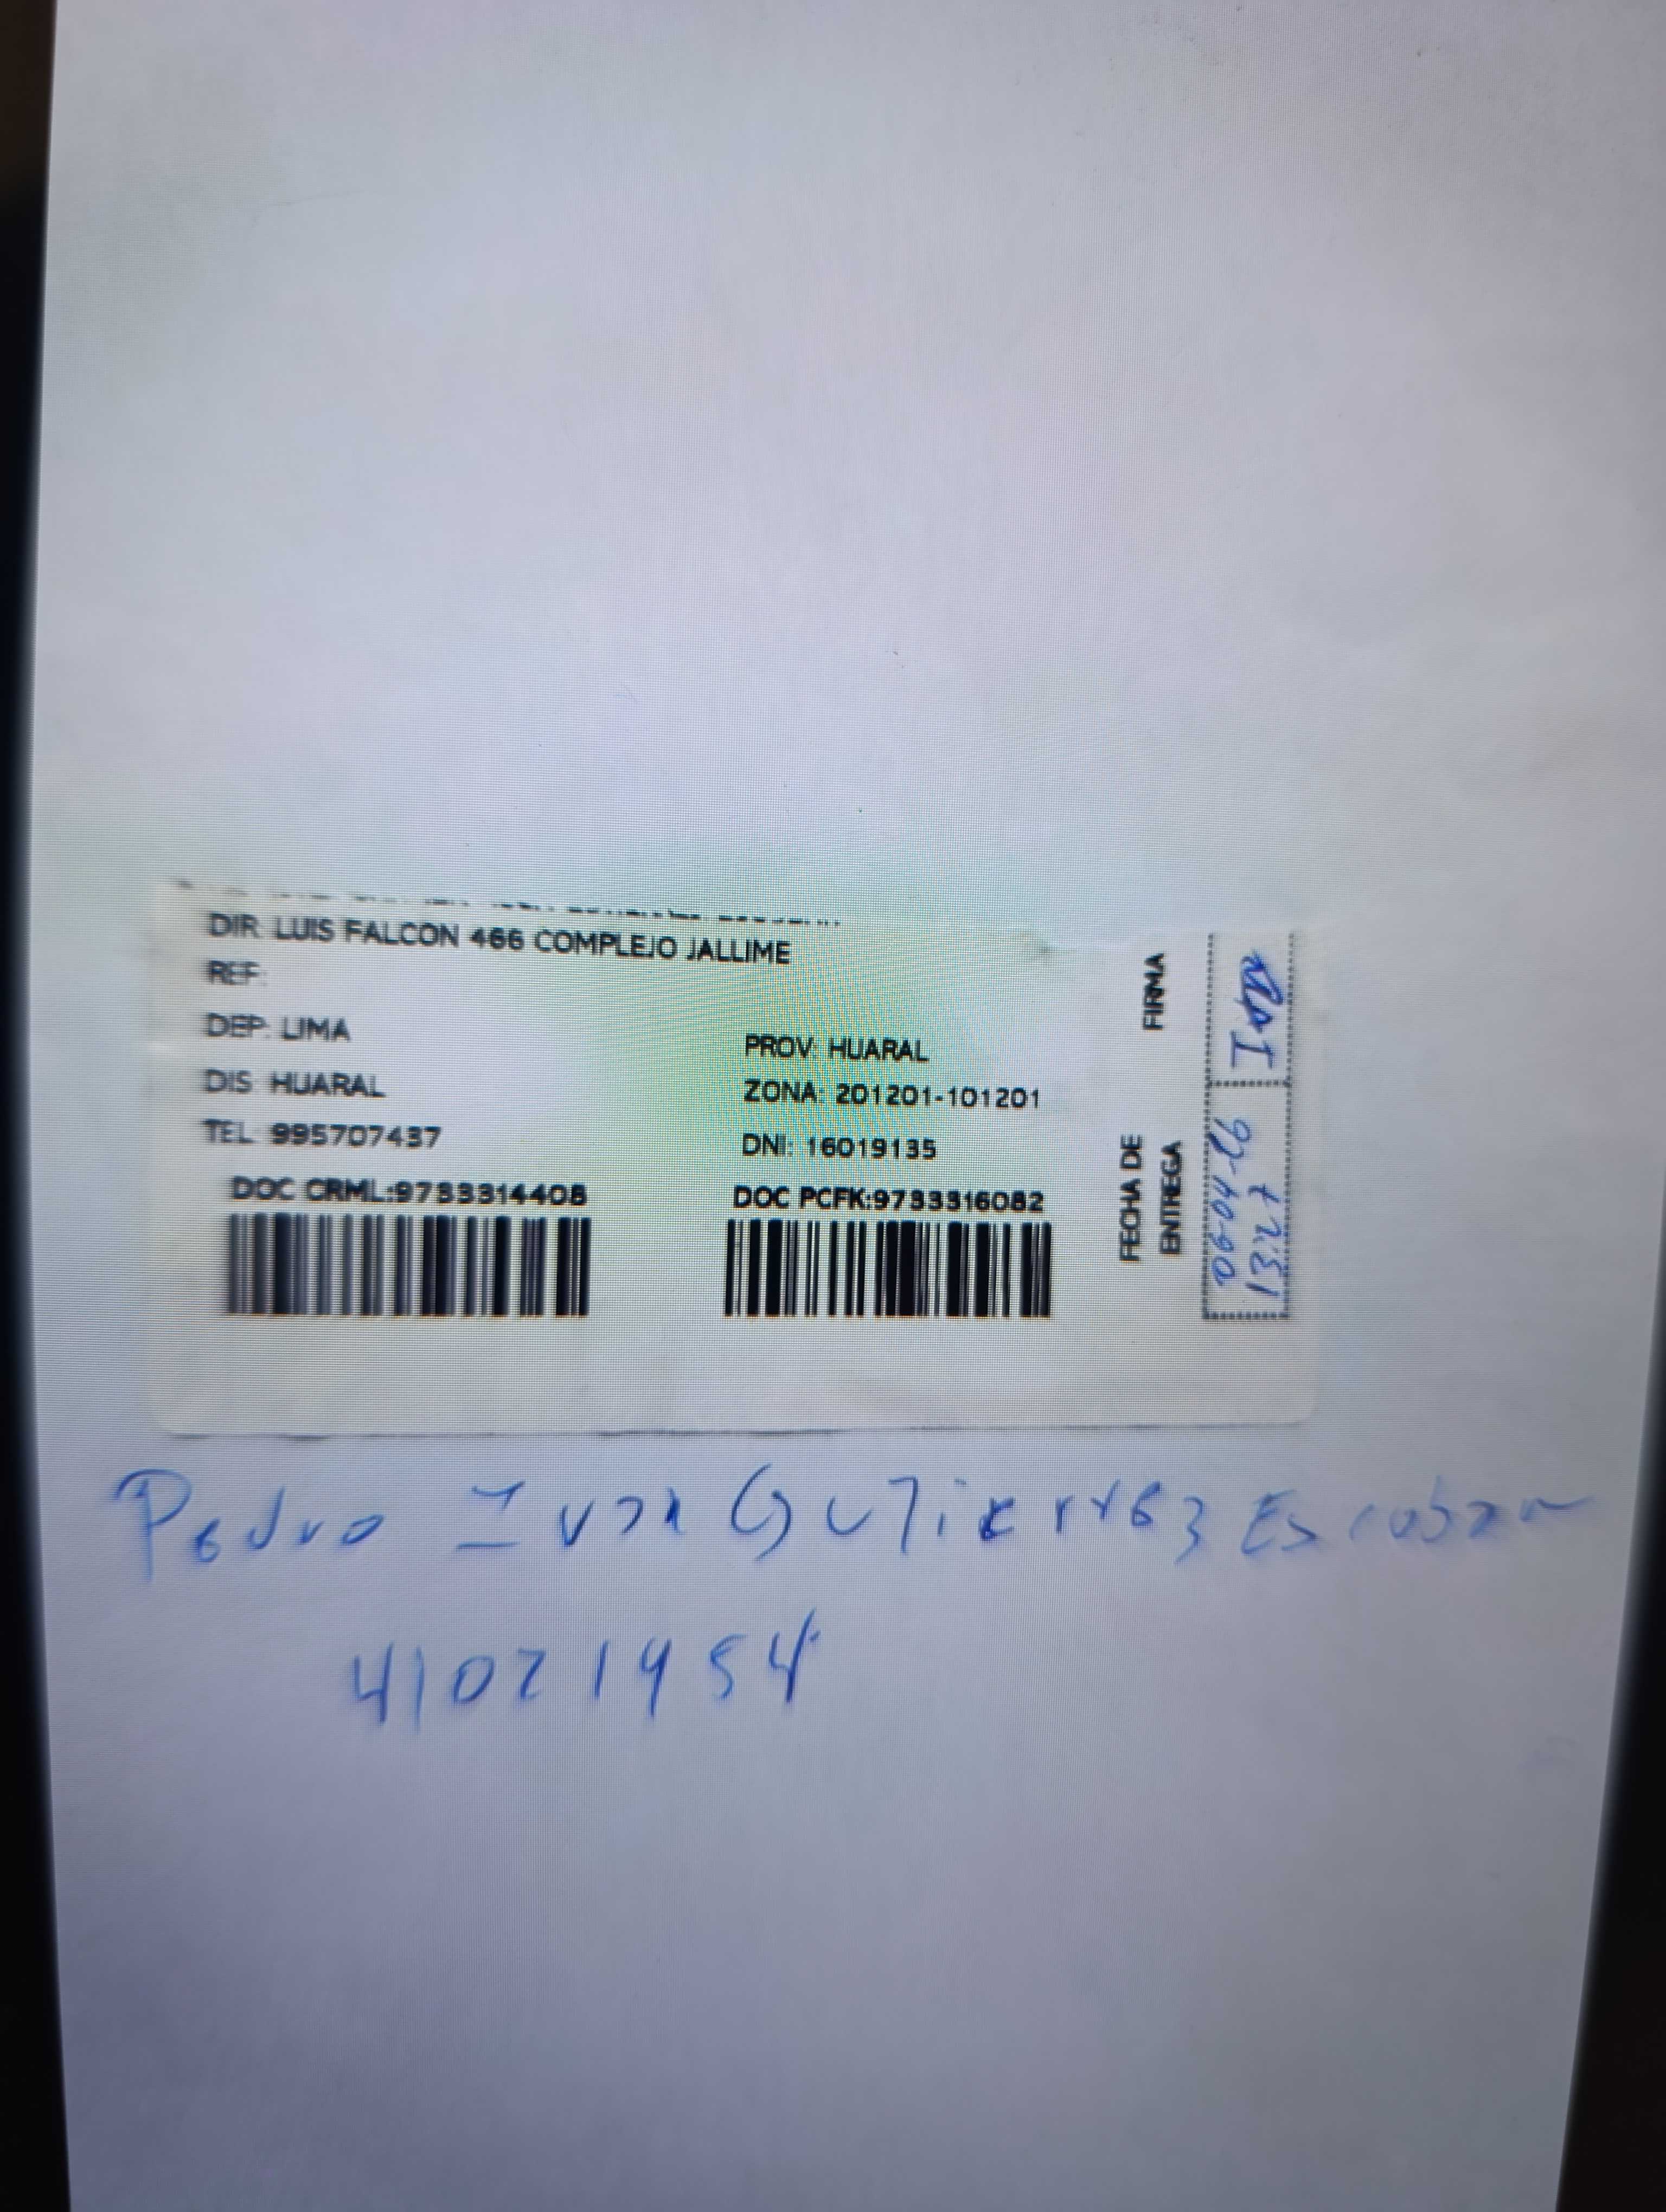 DIR. LUIS FALCON 466 COMPLEJO JALLIME
REF:
DEP: LIMA
PROV: HUARAL
DIS: HUARAL
ZONA: 201201-101201
TEL: 995707437
DNI: 16019135
DOC CRML:9733314408
DOC PCFK:9733316082
FIRMA
FECHA DE
ENTREGA
Pedro Ivan Gutierrez Escobar
41021954